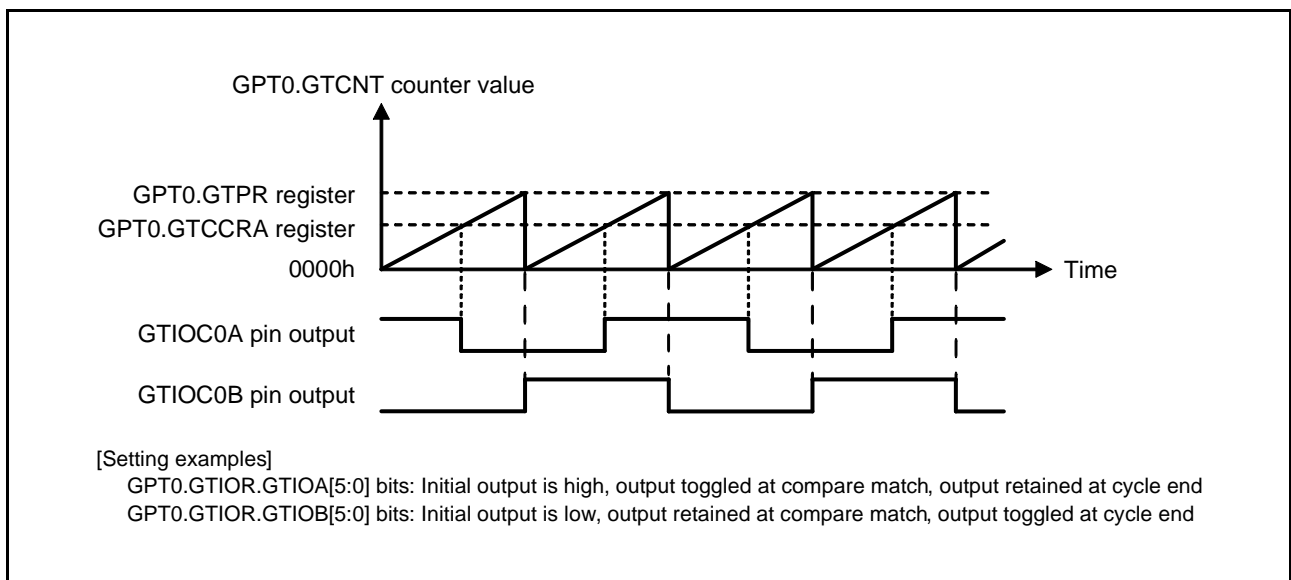 GPT0.GTCNT counter value
GPT0.GTPR register
GPT0.GTCCRA register
0000h
Time
GTIOC0A pin output
GTIOC0B pin output
[Setting examples]
GPT0.GTIOR.GTIOA[5:0] bits: Initial output is high, output toggled at compare match, output retained at cycle end
GPT0.GTIOR.GTIOB[5:0] bits: Initial output is low, output retained at compare match, output toggled at cycle end